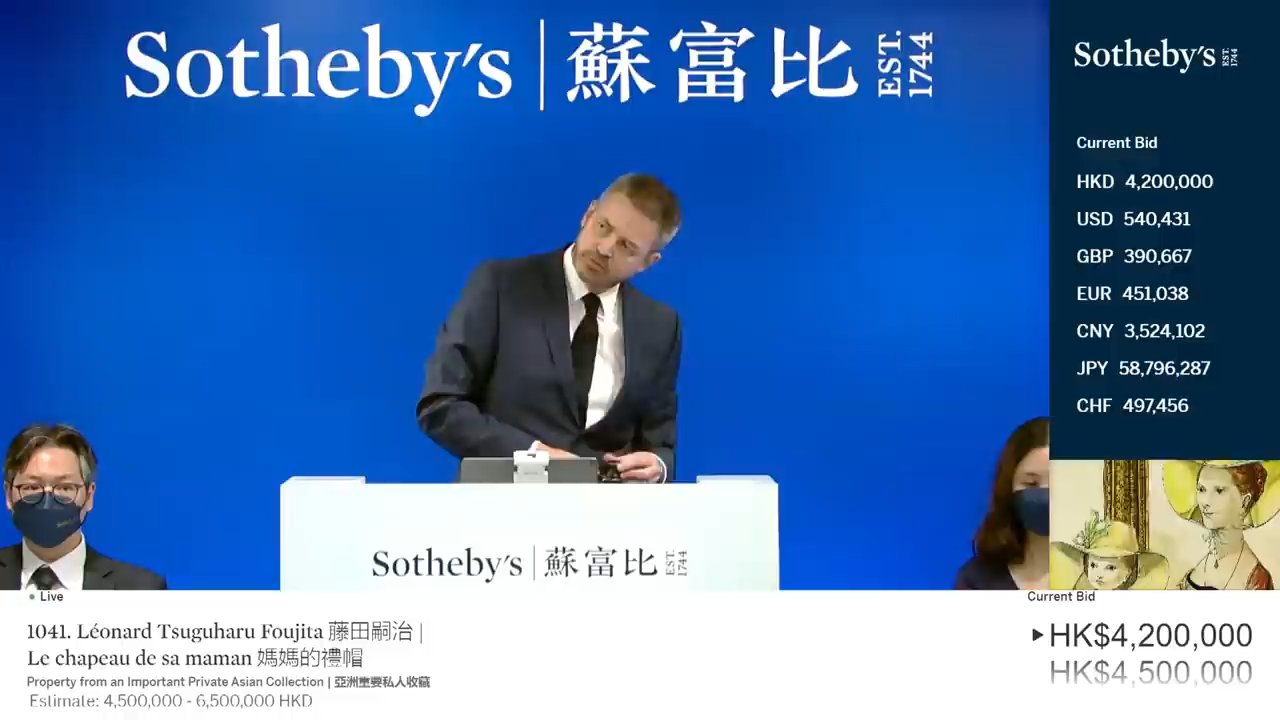 Sotheby's | 蘇富比 EST. 1744
Sotheby's EST. 1744
Current Bid
HKD 4,200,000
USD 540,431
GBP 390,667
EUR 451,038
CNY 3,524,102
JPY 58,796,287
CHF 497,456
Sotheby's | 蘇富比 EST. 1744
Live
1041. Léonard Tsuguharu Foujita 藤田嗣治 |
Le chapeau de sa maman 媽媽的禮帽
Property from an Important Private Asian Collection | 亞洲重要私人收藏
Estimate: 4,500,000 - 6,500,000 HKD
Current Bid
HK$4,200,000
HK$4,500,000